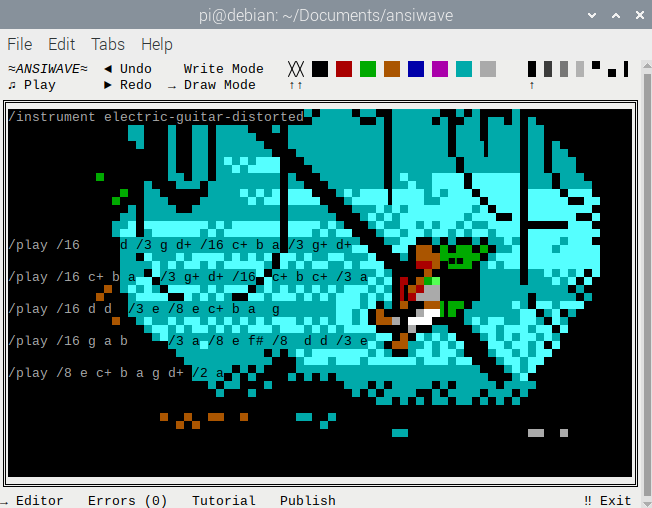 pi@debian: ~/Documents/ansiwave
File Edit Tabs Help
≈ANSIWAVE≈ ◄ Undo Write Mode
♫ Play ► Redo → Draw Mode ↑↑ ↑
/instrument electric-guitar-distorted
/play /16 d /3 g d+ /16 c+ b a /3 g+ d+
/play /16 c+ b a /3 g+ d+ /16 c+ b c+ /3 a
/play /16 d d /3 e /8 e c+ b a g
/play /16 g a b /3 a /8 e f# /8 d d /3 e
/play /8 e c+ b a g d+ /2 a
→ Editor Errors (0) Tutorial Publish ‼ Exit